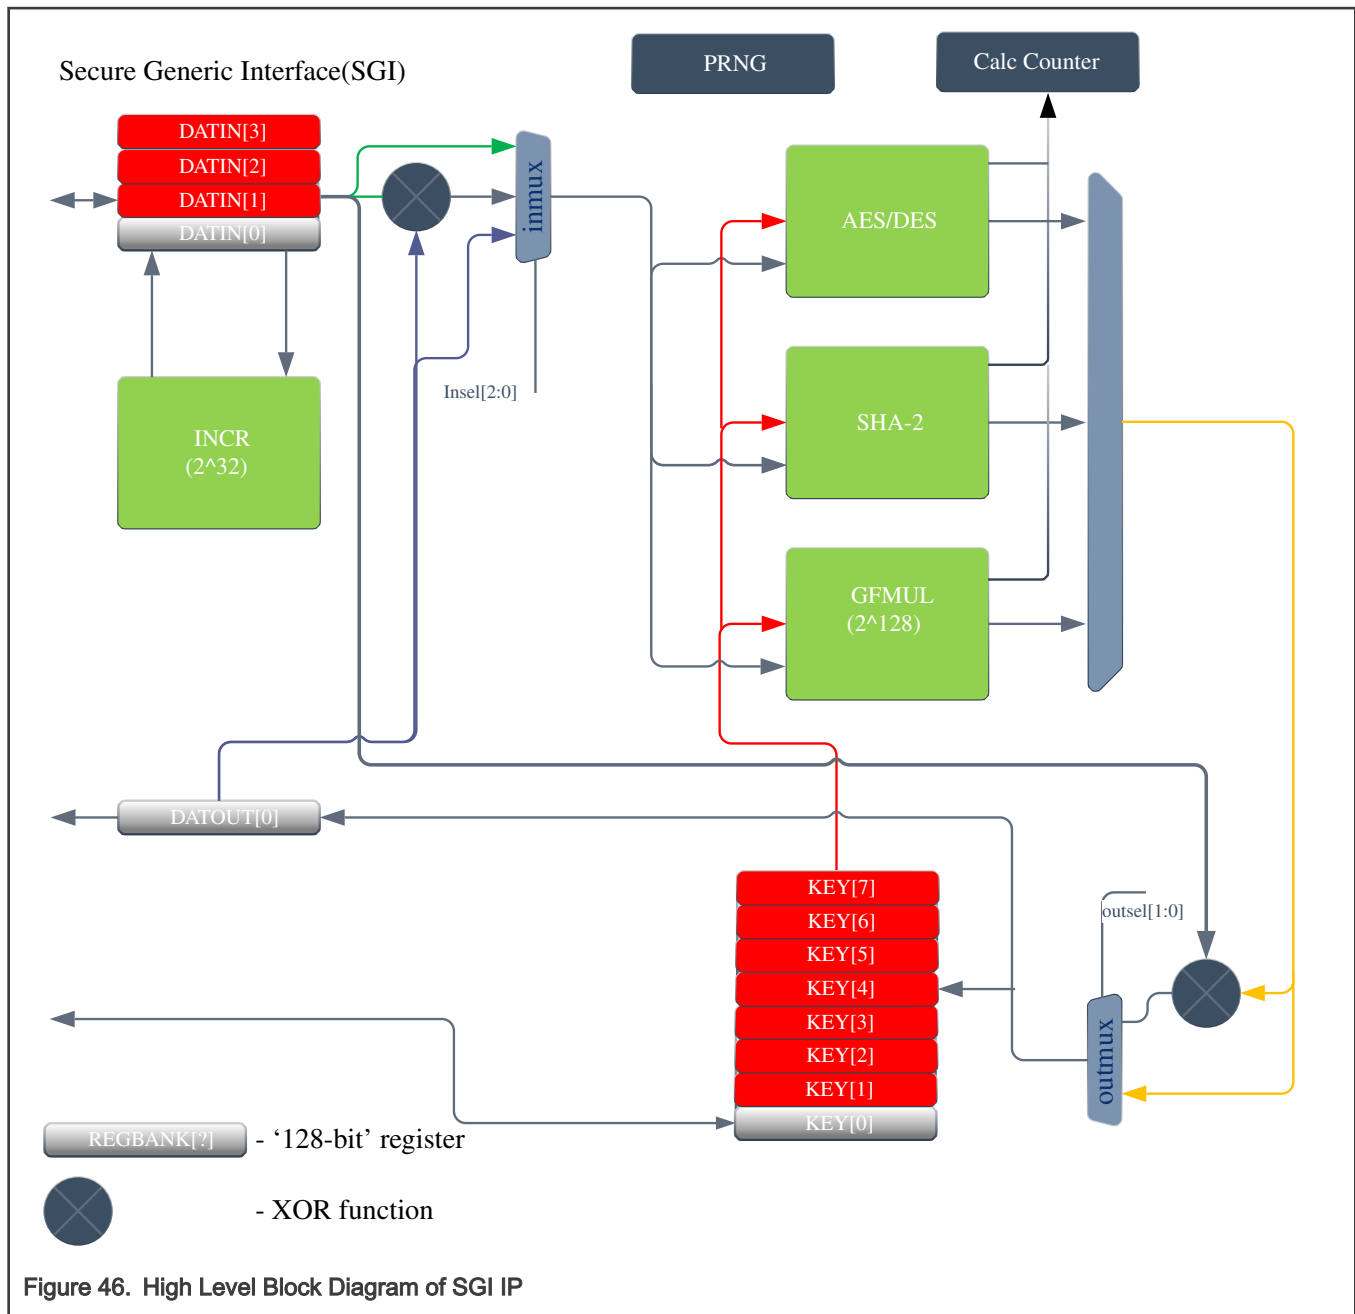 Secure Generic Interface(SGI)
PRNG
Calc Counter
DATIN[3]
DATIN[2]
DATIN[1]
DATIN[0]
inmux
AES/DES
INCR
(2^32)
Insel[2:0]
SHA-2
GFMUL
(2^128)
DATOUT[0]
KEY[7]
KEY[6]
KEY[5]
KEY[4]
KEY[3]
KEY[2]
KEY[1]
KEY[0]
outsel[1:0]
outmux
REGBANK[?] - ‘128-bit’ register
- XOR function
Figure 46. High Level Block Diagram of SGI IP